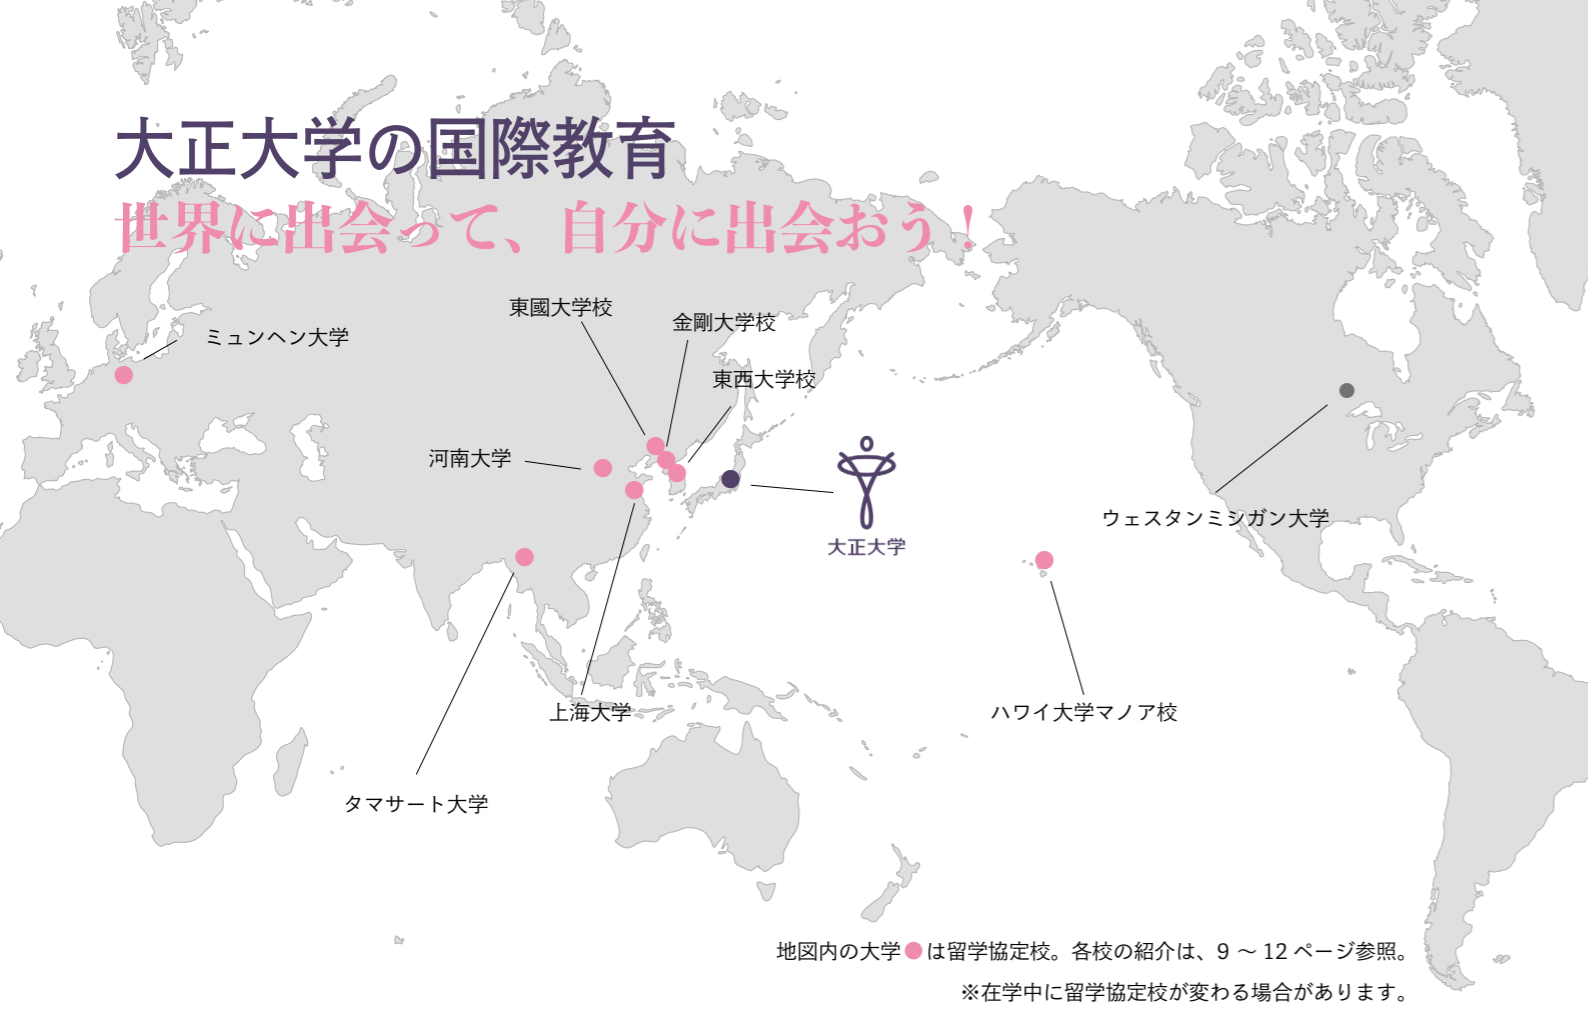 大正大学の国際教育
世界に出会って、自分に出会おう！
東國大学校
金剛大学校
ミュンヘン大学
東西大学校
河南大学
ウェスタンミシガン大学
大正大学
上海大学
ハワイ大学マノア校
タマサート大学
地図内の大学●は留学協定校。各校の紹介は、9 〜 12 ページ参照。
※在学中に留学協定校が変わる場合があります。